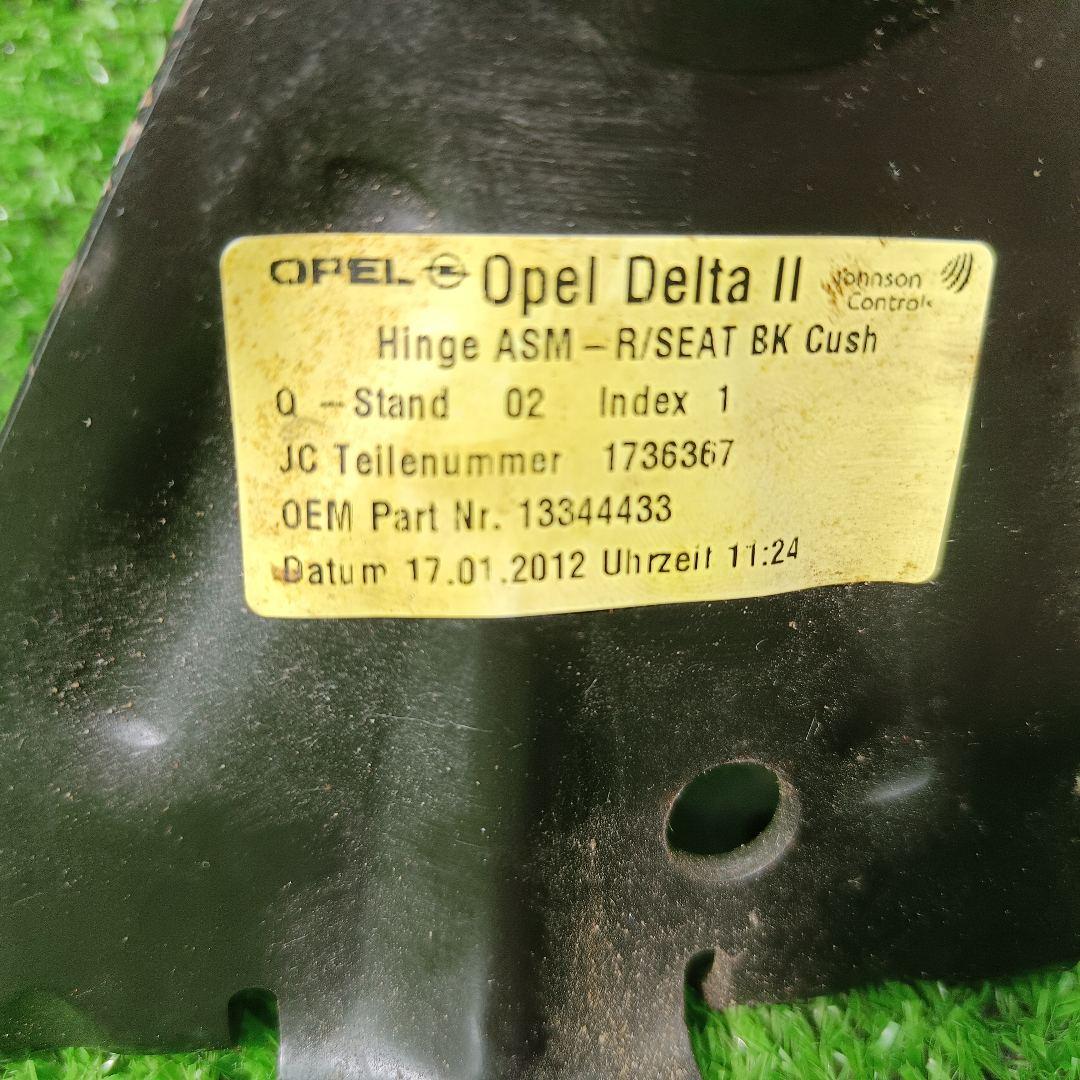 OPEL Opel Delta II Johnson
Controls
Hinge ASM - R/SEAT BK Cush
Q - Stand 02 Index 1
JC Teilenummer 1736367
OEM Part Nr. 13344433
Datum 17.01.2012 Uhrzeit 11:24